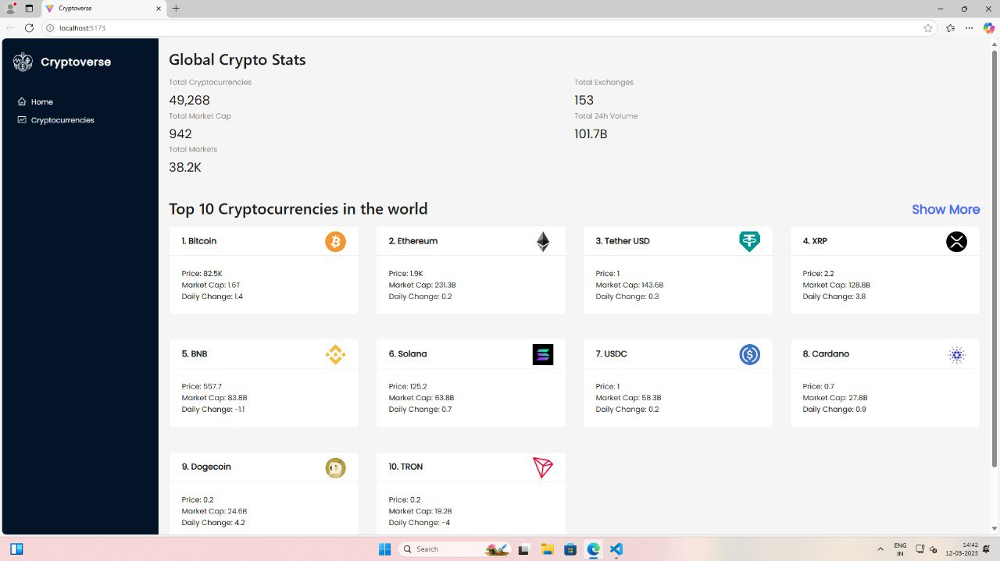 Cryptoverse
localhost:5173
Cryptoverse
Home
Cryptocurrencies
Global Crypto Stats
Total Cryptocurrencies
49,268
Total Exchanges
153
Total Market Cap
942
Total 24h Volume
101.7B
Total Markets
38.2K
Top 10 Cryptocurrencies in the world
Show More
1. Bitcoin
Price: 82.5K
Market Cap: 1.6T
Daily Change: 1.4
2. Ethereum
Price: 1.9K
Market Cap: 231.3B
Daily Change: 0.2
3. Tether USD
Price: 1
Market Cap: 143.6B
Daily Change: 0.3
4. XRP
Price: 2.2
Market Cap: 128.8B
Daily Change: 3.8
5. BNB
Price: 557.7
Market Cap: 83.8B
Daily Change: -1.1
6. Solana
Price: 125.2
Market Cap: 63.8B
Daily Change: 0.7
7. USDC
Price: 1
Market Cap: 58.3B
Daily Change: 0.2
8. Cardano
Price: 0.7
Market Cap: 27.8B
Daily Change: 0.9
9. Dogecoin
Price: 0.2
Market Cap: 24.6B
Daily Change: 4.2
10. TRON
Price: 0.2
Market Cap: 19.2B
Daily Change: -4
Search
ENG
IN
14:42
12-03-2025